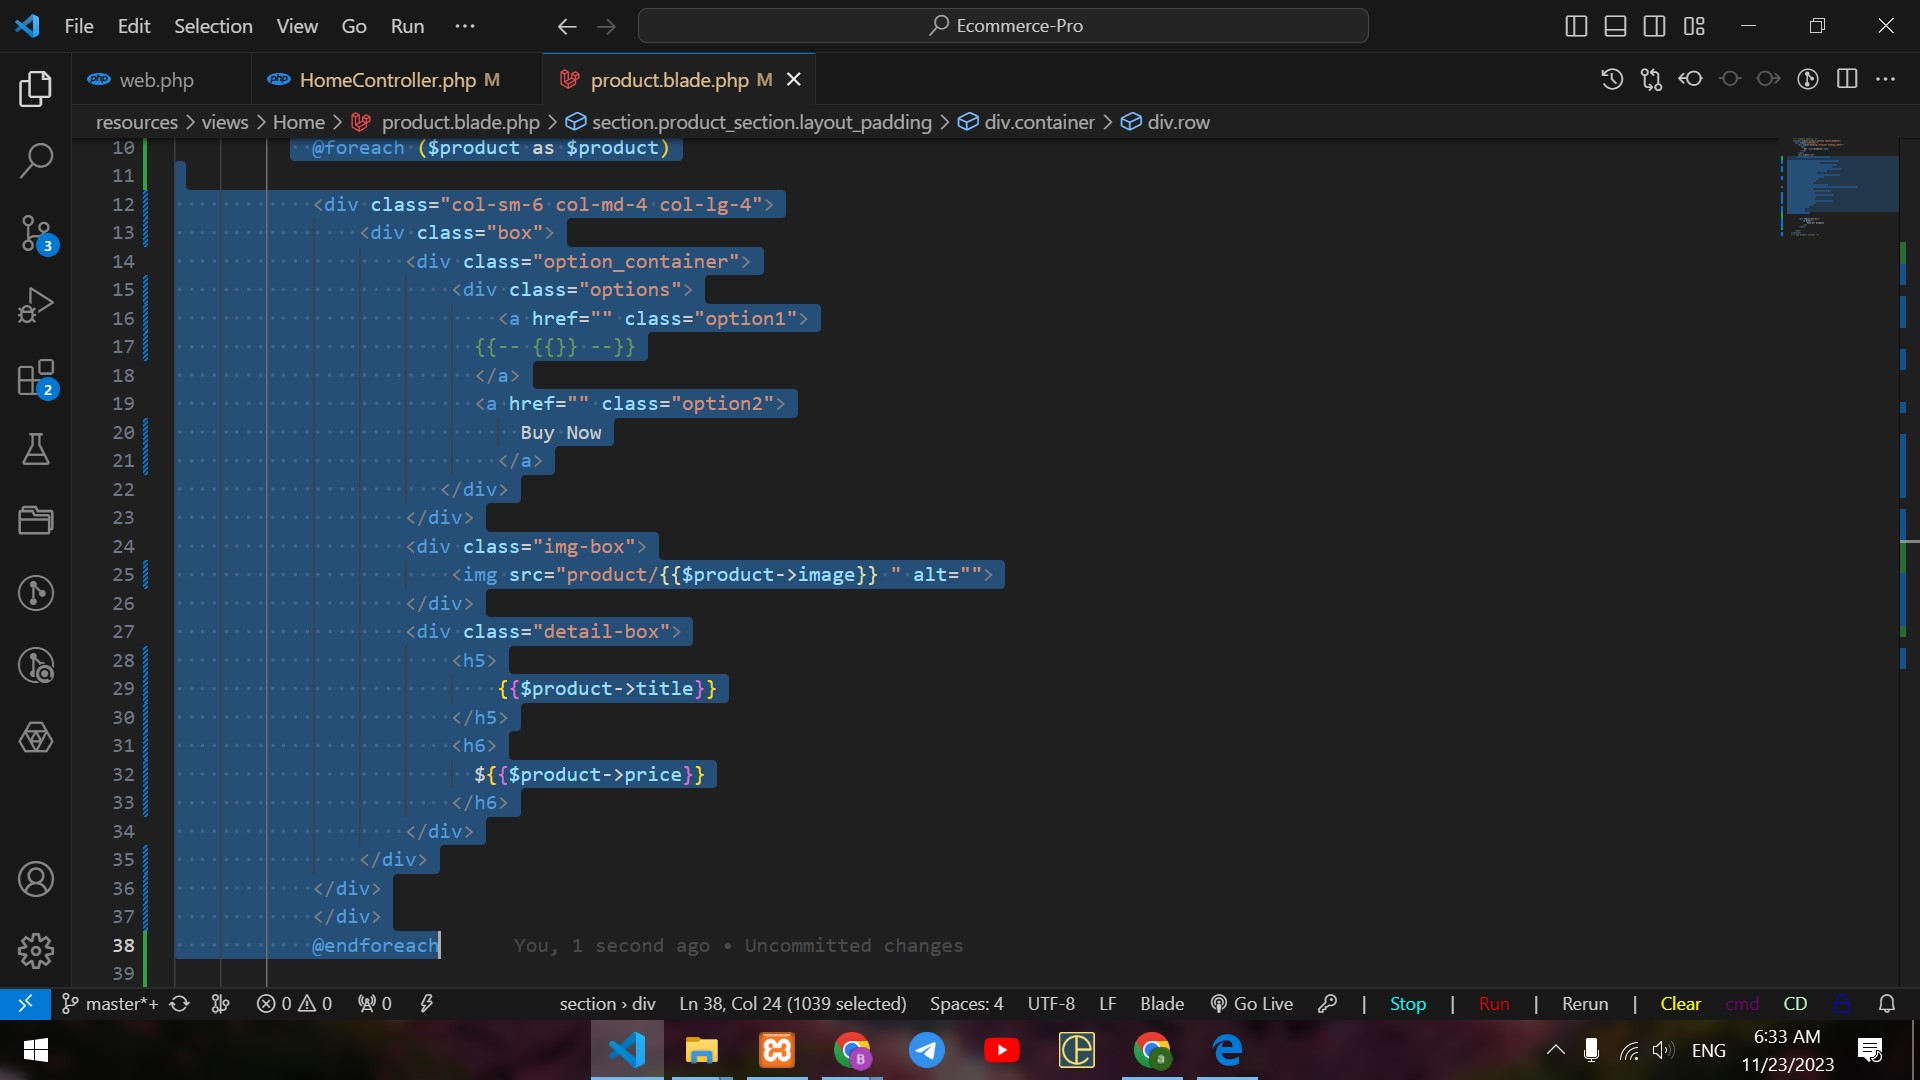 File Edit Selection View Go Run ···
Ecommerce-Pro
web.php
HomeController.php M
product.blade.php M
resources > views > Home > product.blade.php > section.product_section.layout_padding > div.container > div.row
10 @foreach ($product as $product)
11
12 <div class="col-sm-6 col-md-4 col-lg-4">
13 <div class="box">
14 <div class="option_container">
15 <div class="options">
16 <a href="" class="option1">
17 {{-- {{}} --}}
18 </a>
19 <a href="" class="option2">
20 Buy Now
21 </a>
22 </div>
23 </div>
24 <div class="img-box">
25 <img src="product/{{$product->image}} " alt="">
26 </div>
27 <div class="detail-box">
28 <h5>
29 {{$product->title}}
30 </h5>
31 <h6>
32 ${{$product->price}}
33 </h6>
34 </div>
35 </div>
36 </div>
37 </div>
38 @endforeach You, 1 second ago • Uncommitted changes
39
3
2
master*+ 0 0 0 section › div Ln 38, Col 24 (1039 selected) Spaces: 4 UTF-8 LF Blade Go Live | Stop | Run | Rerun | Clear cmd CD
B
a
ENG
6:33 AM
11/23/2023